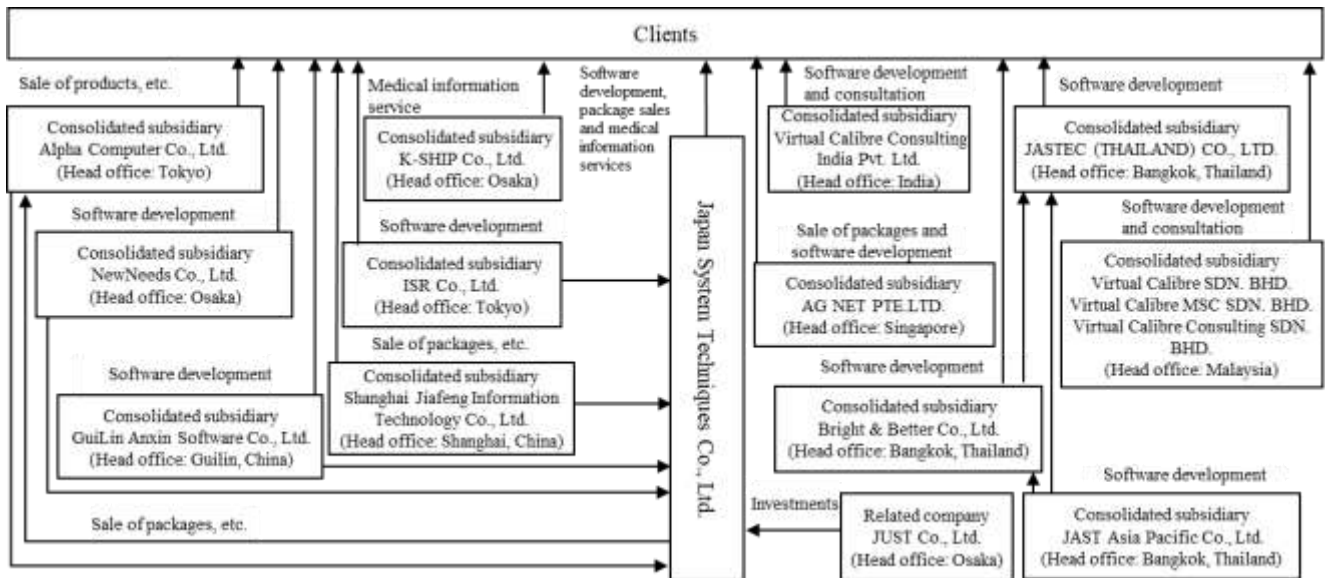 Clients
Sale of products, etc.
Consolidated subsidiary
Alpha Computer Co., Ltd.
(Head office: Tokyo)
Software development
Consolidated subsidiary
NewNeeds Co., Ltd.
(Head office: Osaka)
Software development
Consolidated subsidiary
GuiLin Anxin Software Co., Ltd.
(Head office: Guilin, China)
Sale of packages, etc.
Medical information
service
Consolidated subsidiary
K-SHIP Co., Ltd.
(Head office: Osaka)
Software development
Consolidated subsidiary
ISR Co., Ltd.
(Head office: Tokyo)
Sale of packages, etc.
Consolidated subsidiary
Shanghai Jiafeng Information
Technology Co., Ltd.
(Head office: Shanghai, China)
Software
development,
package sales
and medical
information
services
Japan System Techniques Co., Ltd.
Software development
and consultation
Consolidated subsidiary
Virtual Calibre Consulting
India Pvt. Ltd.
(Head office: India)
Sale of packages and
software development
Consolidated subsidiary
AG NET PTE.LTD.
(Head office: Singapore)
Software development
Consolidated subsidiary
Bright & Better Co., Ltd.
(Head office: Bangkok, Thailand)
Investments
Related company
JUST Co., Ltd.
(Head office: Osaka)
Software development
Consolidated subsidiary
JASTEC (THAILAND) CO., LTD.
(Head office: Bangkok, Thailand)
Software development
and consultation
Consolidated subsidiary
Virtual Calibre SDN. BHD.
Virtual Calibre MSC SDN. BHD.
Virtual Calibre Consulting SDN.
BHD.
(Head office: Malaysia)
Software development
Consolidated subsidiary
JAST Asia Pacific Co., Ltd.
(Head office: Bangkok, Thailand)